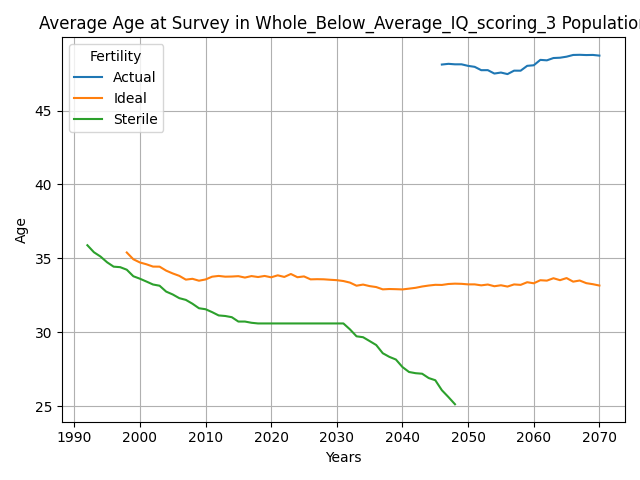 Average Age at Survey in Whole_Below_Average_IQ_scoring_3 Population
Fertility
Actual
Ideal
Sterile
Age
45
40
35
30
25
1990 2000 2010 2020 2030 2040 2050 2060 2070
Years